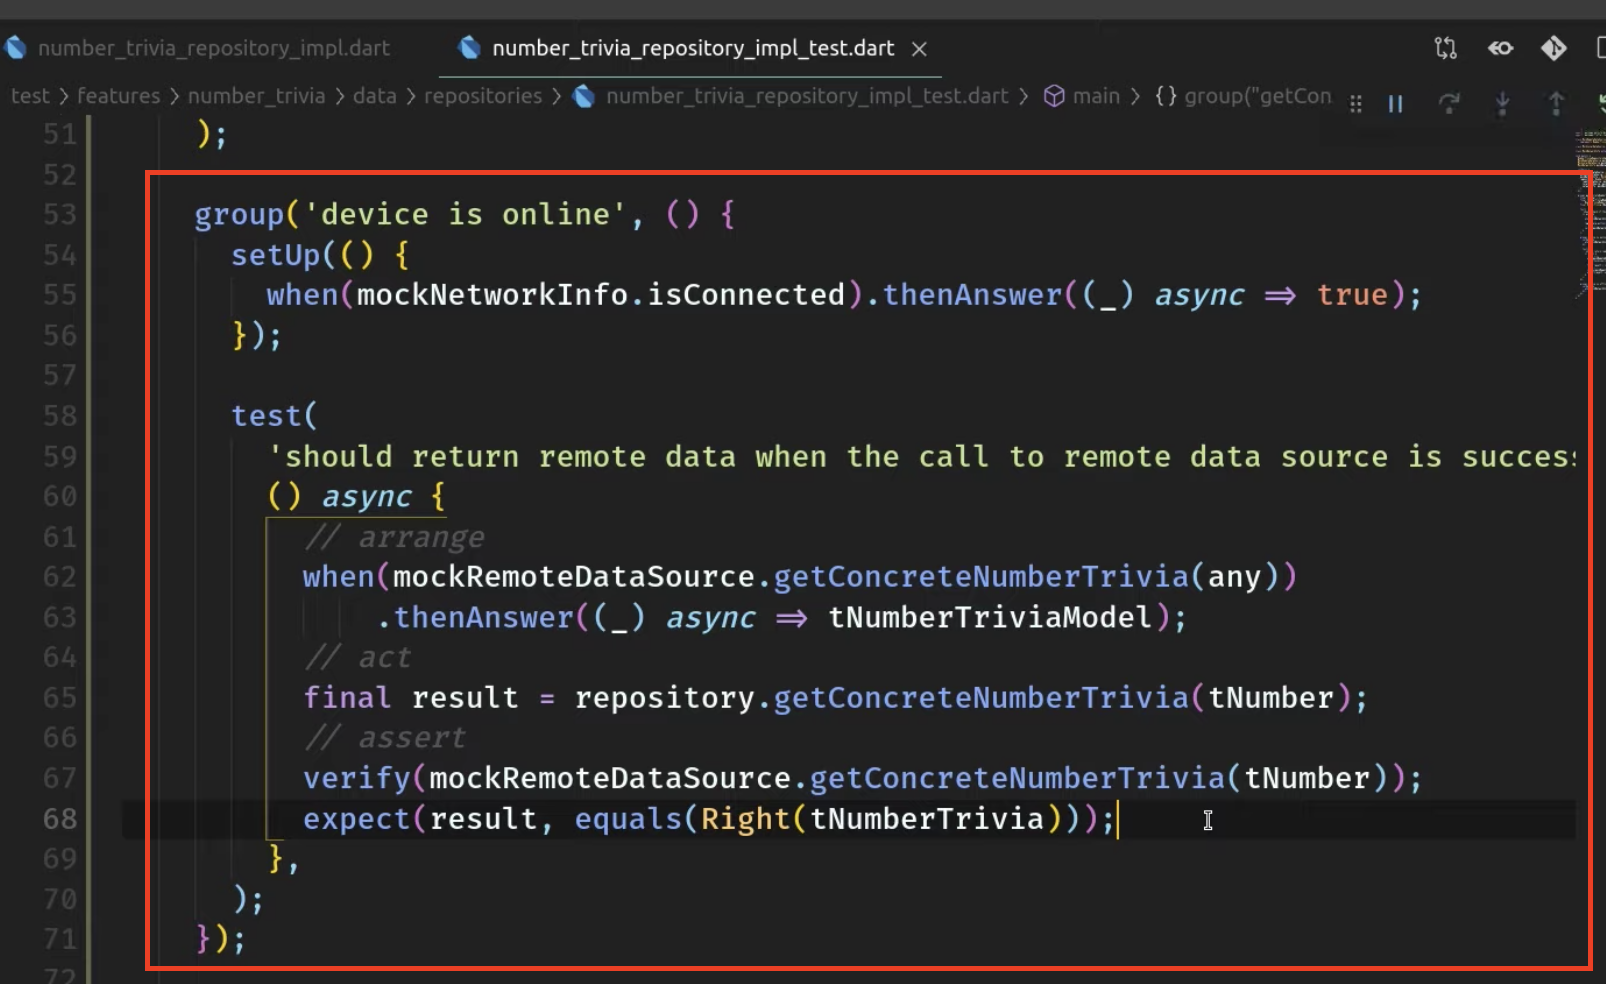 number_trivia_repository_impl.dart
number_trivia_repository_impl_test.dart ×
test > features > number_trivia > data > repositories > number_trivia_repository_impl_test.dart > main > {} group("getCon
51 );
52
53 group('device is online', () {
54 setUp(() {
55 when(mockNetworkInfo.isConnected).thenAnswer((_) async => true);
56 });
57
58 test(
59 'should return remote data when the call to remote data source is success
60 () async {
61 // arrange
62 when(mockRemoteDataSource.getConcreteNumberTrivia(any))
63 .thenAnswer((_) async => tNumberTriviaModel);
64 // act
65 final result = repository.getConcreteNumberTrivia(tNumber);
66 // assert
67 verify(mockRemoteDataSource.getConcreteNumberTrivia(tNumber));
68 expect(result, equals(Right(tNumberTrivia)));
69 },
70 );
71 });
72